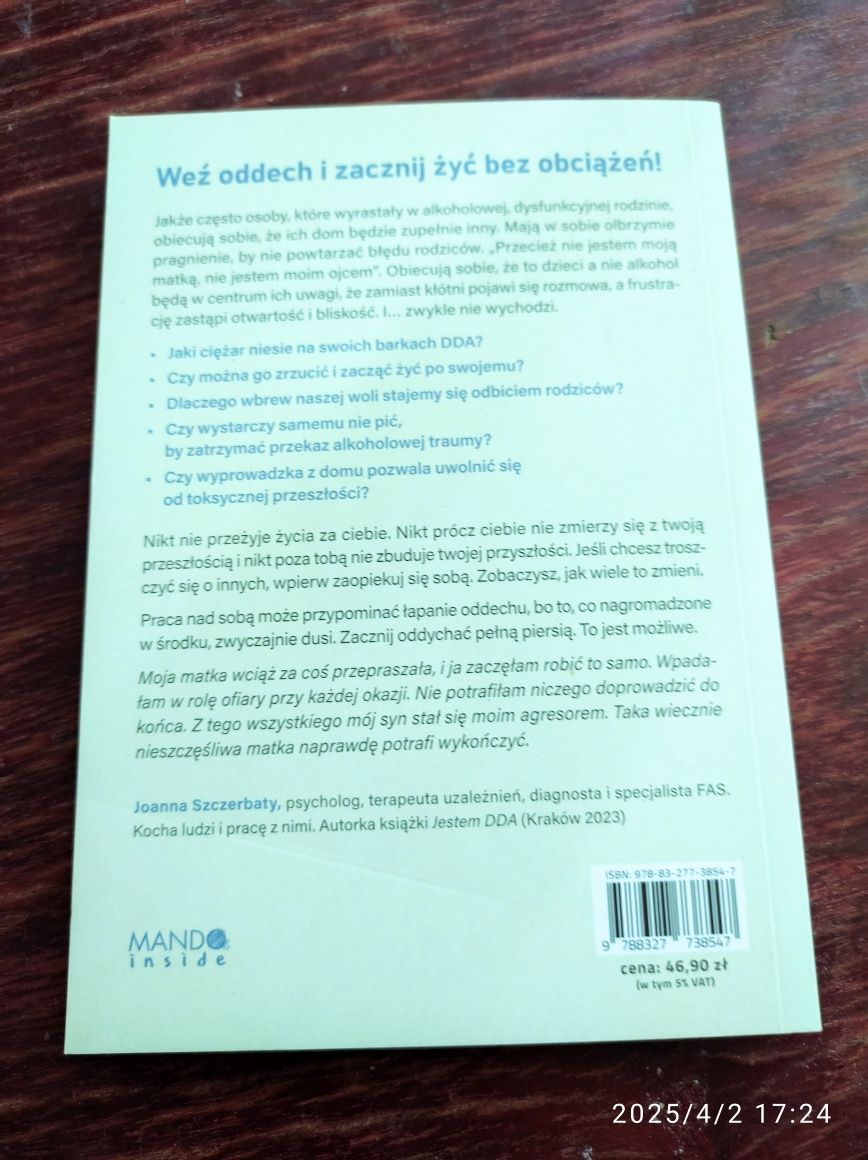 Weź oddech i zacznij żyć bez obciążeń!
Jakże często osoby, które wyrastały w alkoholowej, dysfunkcyjnej rodzinie,
obiecują sobie, że ich dom będzie zupełnie inny. Mają w sobie olbrzymie
pragnienie, by nie powtarzać błędu rodziców. „Przecież nie jestem moją
matką, nie jestem moim ojcem”. Obiecują sobie, że to dzieci a nie alkohol
będą w centrum ich uwagi, że zamiast kłótni pojawi się rozmowa, a frustra-
cję zastąpi otwartość i bliskość. I... zwykle nie wychodzi.
• Jaki ciężar niesie na swoich barkach DDA?
• Czy można go zrzucić i zacząć żyć po swojemu?
• Dlaczego wbrew naszej woli stajemy się odbiciem rodziców?
• Czy wystarczy samemu nie pić,
by zatrzymać przekaz alkoholowej traumy?
• Czy wyprowadzka z domu pozwala uwolnić się
od toksycznej przeszłości?
Nikt nie przeżyje życia za ciebie. Nikt prócz ciebie nie zmierzy się z twoją
przeszłością i nikt poza tobą nie zbuduje twojej przyszłości. Jeśli chcesz trosz-
czyć się o innych, wpierw zaopiekuj się sobą. Zobaczysz, jak wiele to zmieni.
Praca nad sobą może przypominać łapanie oddechu, bo to, co nagromadzone
w środku, zwyczajnie dusi. Zacznij oddychać pełną piersią. To jest możliwe.
Moja matka wciąż za coś przepraszała, i ja zaczęłam robić to samo. Wpada-
łam w rolę ofiary przy każdej okazji. Nie potrafiłam niczego doprowadzić do
końca. Z tego wszystkiego mój syn stał się moim agresorem. Taka wiecznie
nieszczęśliwa matka naprawdę potrafi wykończyć.
Joanna Szczerbaty, psycholog, terapeuta uzależnień, diagnosta i specjalista FAS.
Kocha ludzi i pracę z nimi. Autorka książki Jestem DDA (Kraków 2023)
ISBN: 978-83-277-3854-7
9 788327 738547
cena: 46,90 zł
(w tym 5% VAT)
MANDO
inside
2025/4/2 17:24